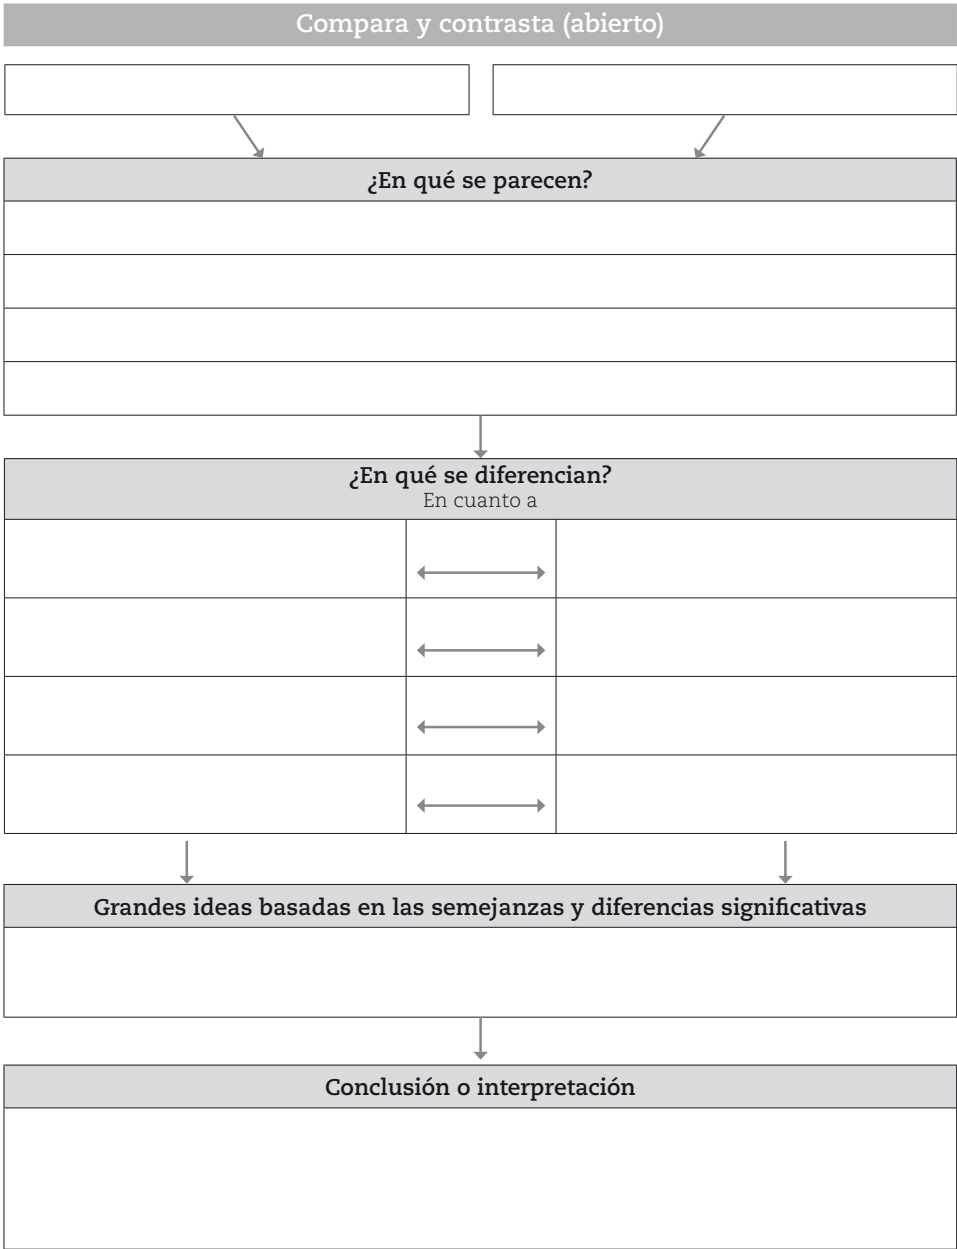 Compara y contrasta (abierto)
¿En qué se parecen?
¿En qué se diferencian?
En cuanto a
Grandes ideas basadas en las semejanzas y diferencias significativas
Conclusión o interpretación